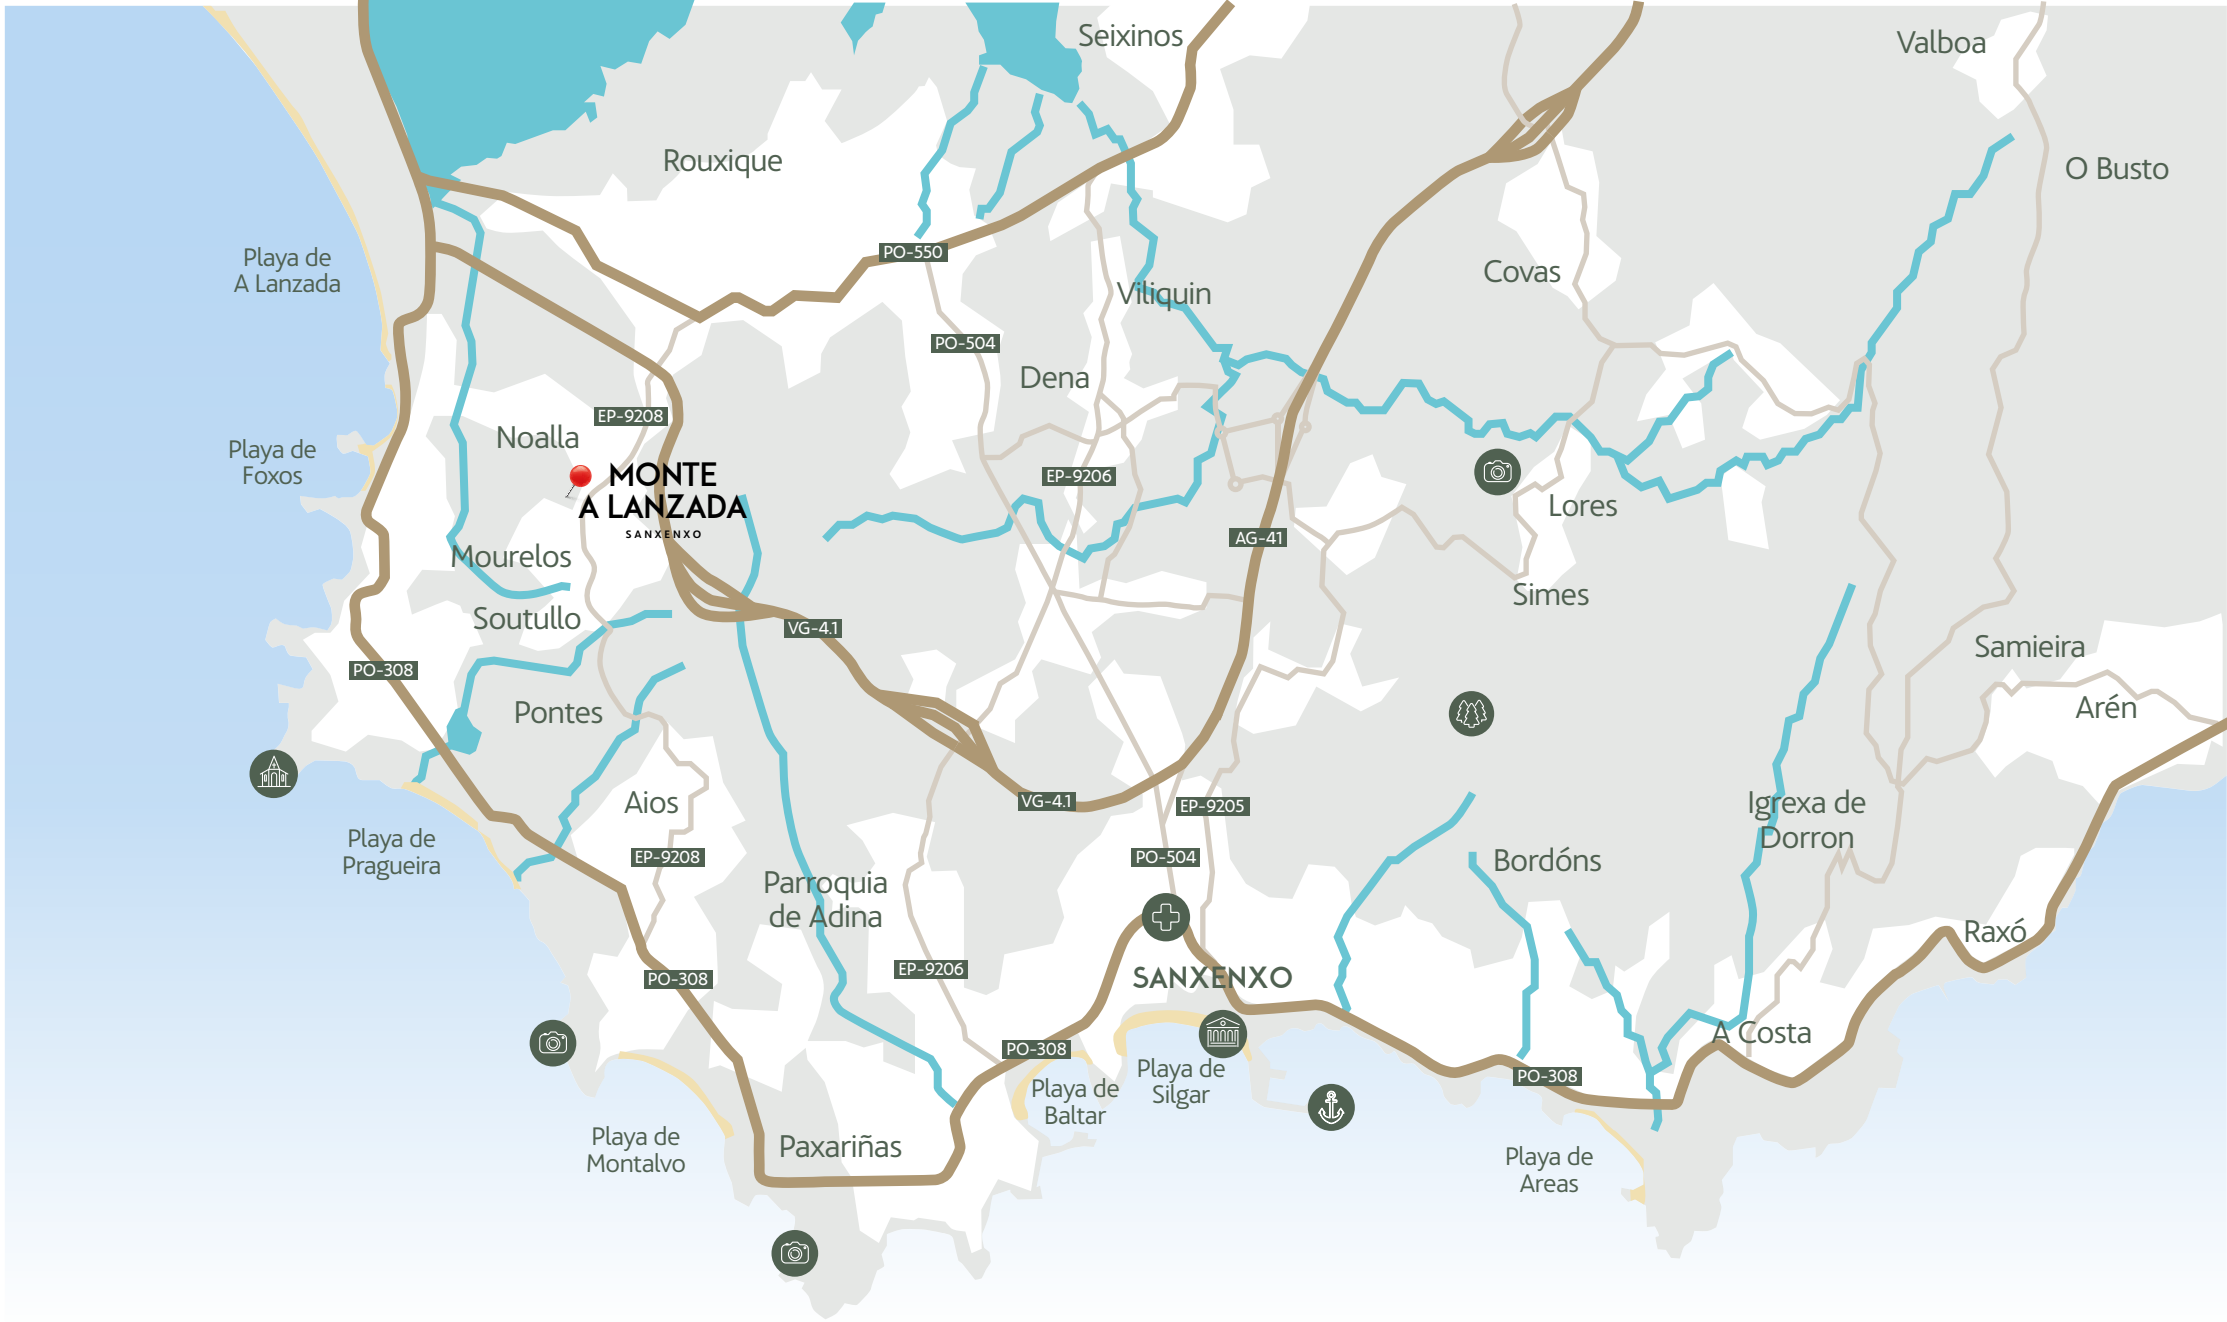 Seixinos
Valboa
Rouxique
O Busto
PO-550
Playa de
A Lanzada
Covas
Viliquin
PO-504
Dena
EP-9208
Noalla
Playa de
Foxos
MONTE
A LANZADA
SANXENXO
EP-9206
Lores
AG-41
Mourelos
Simes
Soutullo
VG-4.1
Samieira
PO-308
Arén
Pontes
VG-4.1
EP-9205
Aios
Igrexa de
Dorron
Playa de
Pragueira
EP-9208
PO-504
Bordóns
Parroquia
de Adina
Raxó
EP-9206
PO-308
SANXENXO
A Costa
PO-308
Playa de
Silgar
PO-308
Playa de
Baltar
Playa de
Montalvo
Paxariñas
Playa de
Areas